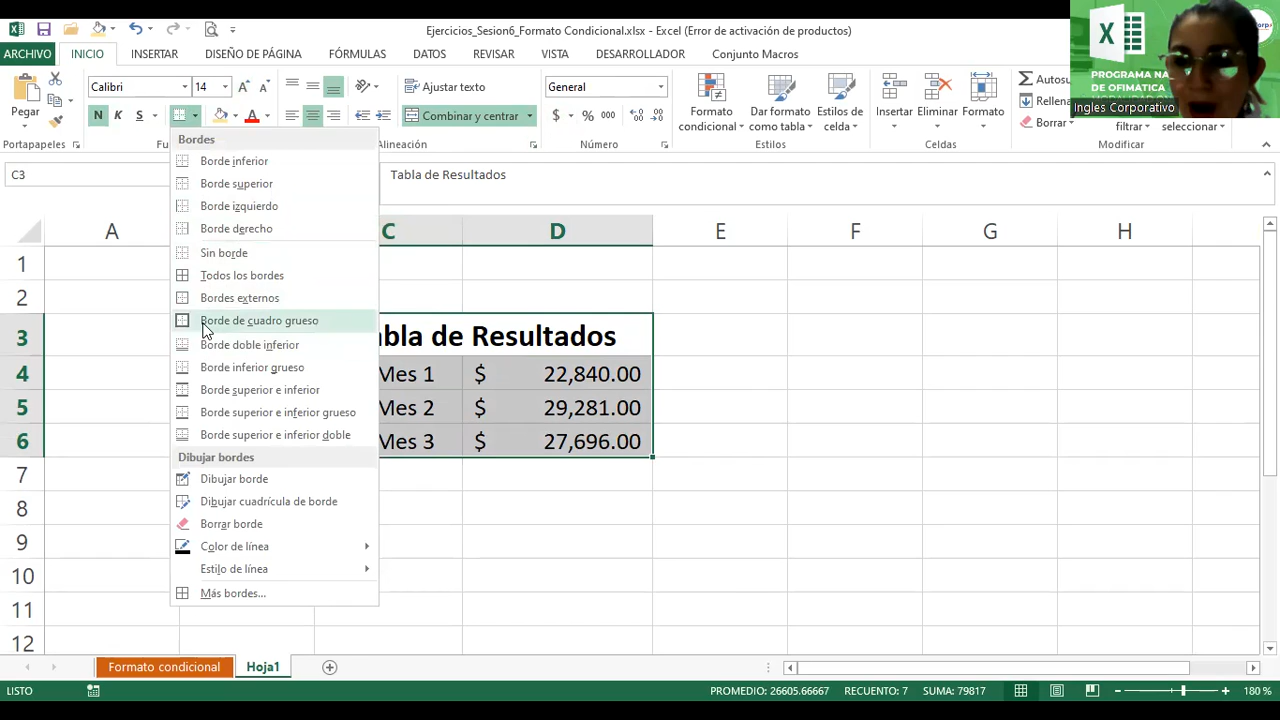 Ejercicios_Sesion6_Formato Condicional.xlsx - Excel (Error de activación de productos)
ARCHIVO INICIO INSERTAR DISEÑO DE PÁGINA FÓRMULAS DATOS REVISAR VISTA DESARROLLADOR Conjunto Macros
PROGRAMA NA
DE OFIMÁTICA
Ingles Corporativo
Pegar
Calibri 14
N K S
Ajustar texto
Combinar y centrar
General
$ % 000
Formato condicional
Dar formato como tabla
Estilos de celda
Insertar
Eliminar
Formato
Autosu
Rellena
Borrar
filtrar
seleccionar
Portapapeles Fu Alineación Número Estilos Celdas Modificar
C3 Tabla de Resultados
Bordes
Borde inferior
Borde superior
Borde izquierdo
Borde derecho
Sin borde
Todos los bordes
Bordes externos
Borde de cuadro grueso
Borde doble inferior
Borde inferior grueso
Borde superior e inferior
Borde superior e inferior grueso
Borde superior e inferior doble
Dibujar bordes
Dibujar borde
Dibujar cuadrícula de borde
Borrar borde
Color de línea
Estilo de línea
Más bordes...
A C D E F G H
1
2
3 abla de Resultados
4 Mes 1 $ 22,840.00
5 Mes 2 $ 29,281.00
6 Mes 3 $ 27,696.00
7
8
9
10
11
12
Formato condicional Hoja1
LISTO PROMEDIO: 26605.66667 RECUENTO: 7 SUMA: 79817 180 %